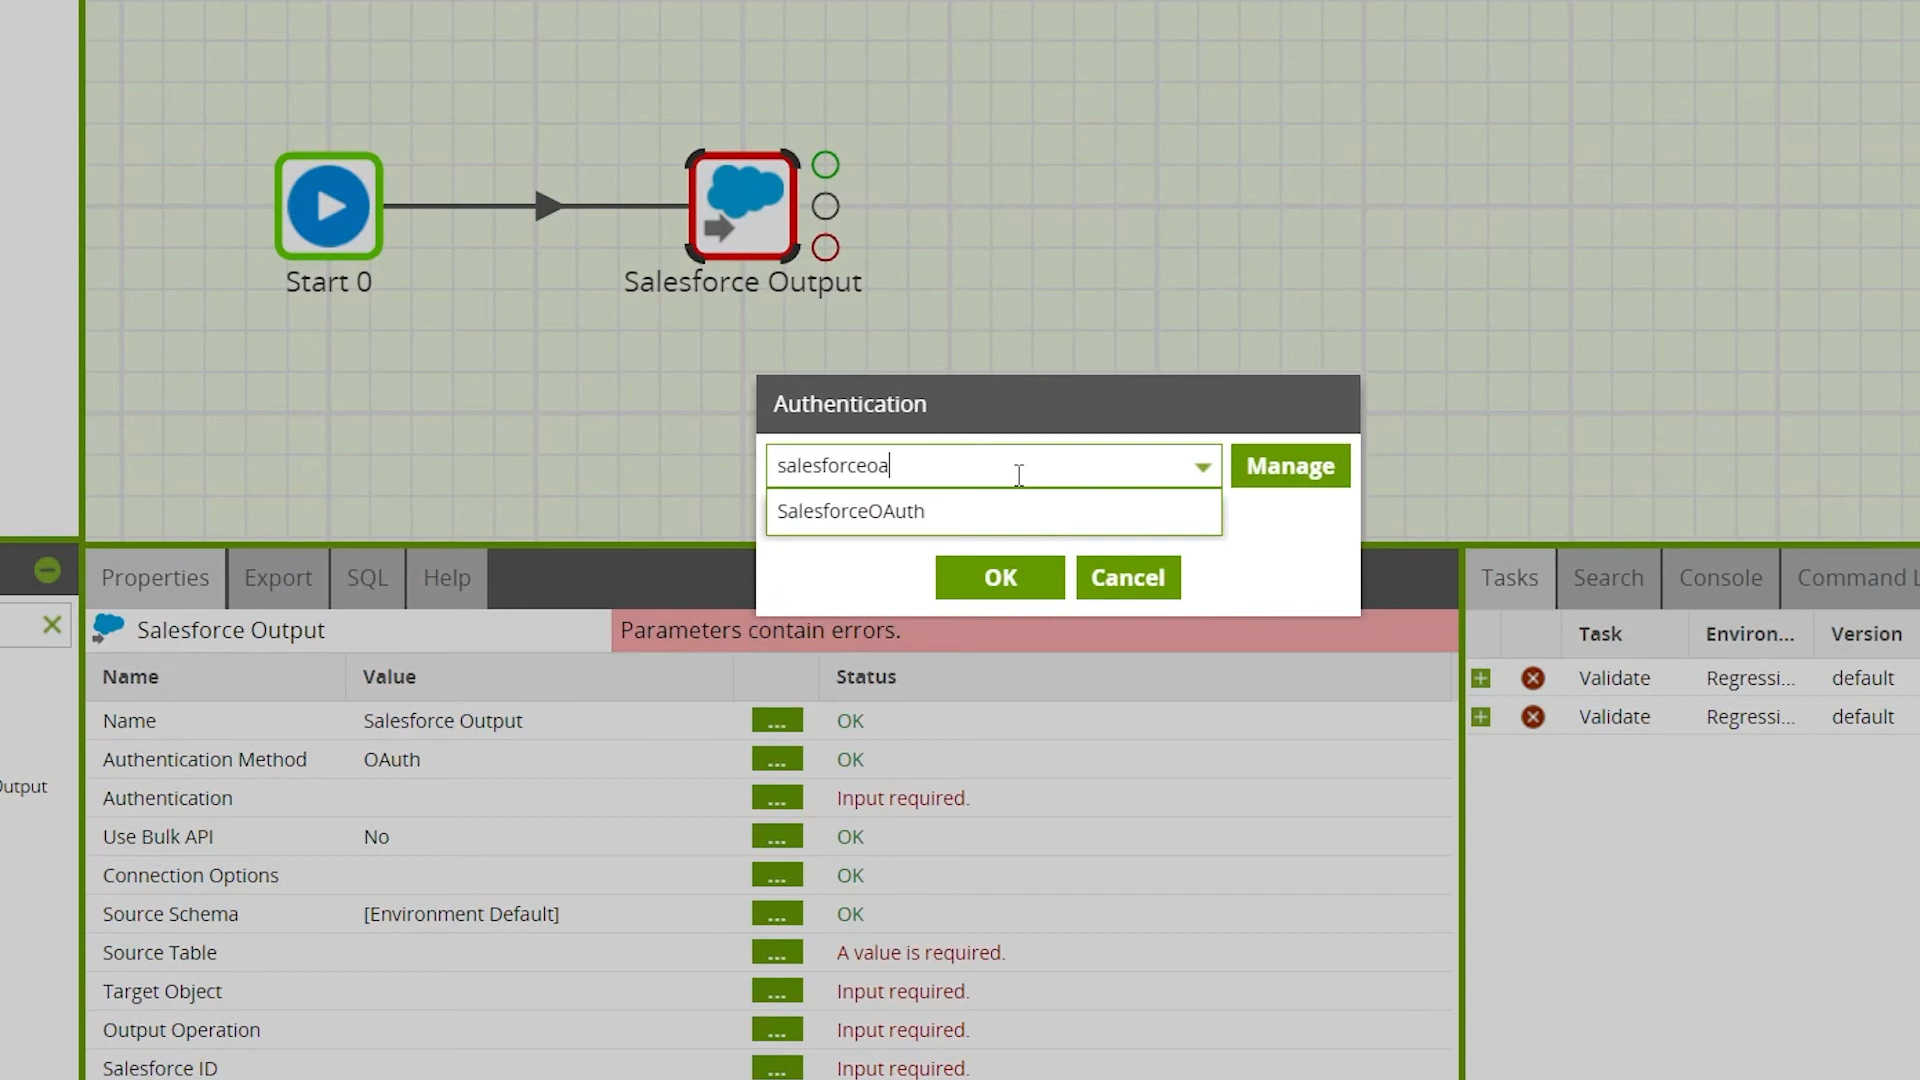 Start 0
Salesforce Output
Authentication
salesforceoa
Manage
SalesforceOAuth
OK
Cancel
Properties
Export
SQL
Help
Tasks
Search
Console
Command L
Salesforce Output
Parameters contain errors.
Task
Environ...
Version
Name
Value
Status
Validate
Regressi...
default
Name
Salesforce Output
...
OK
Validate
Regressi...
default
Authentication Method
OAuth
...
OK
Output
Authentication
...
Input required.
Use Bulk API
No
...
OK
Connection Options
...
OK
Source Schema
[Environment Default]
...
OK
Source Table
...
A value is required.
Target Object
...
Input required.
Output Operation
...
Input required.
Salesforce ID
...
Input required.